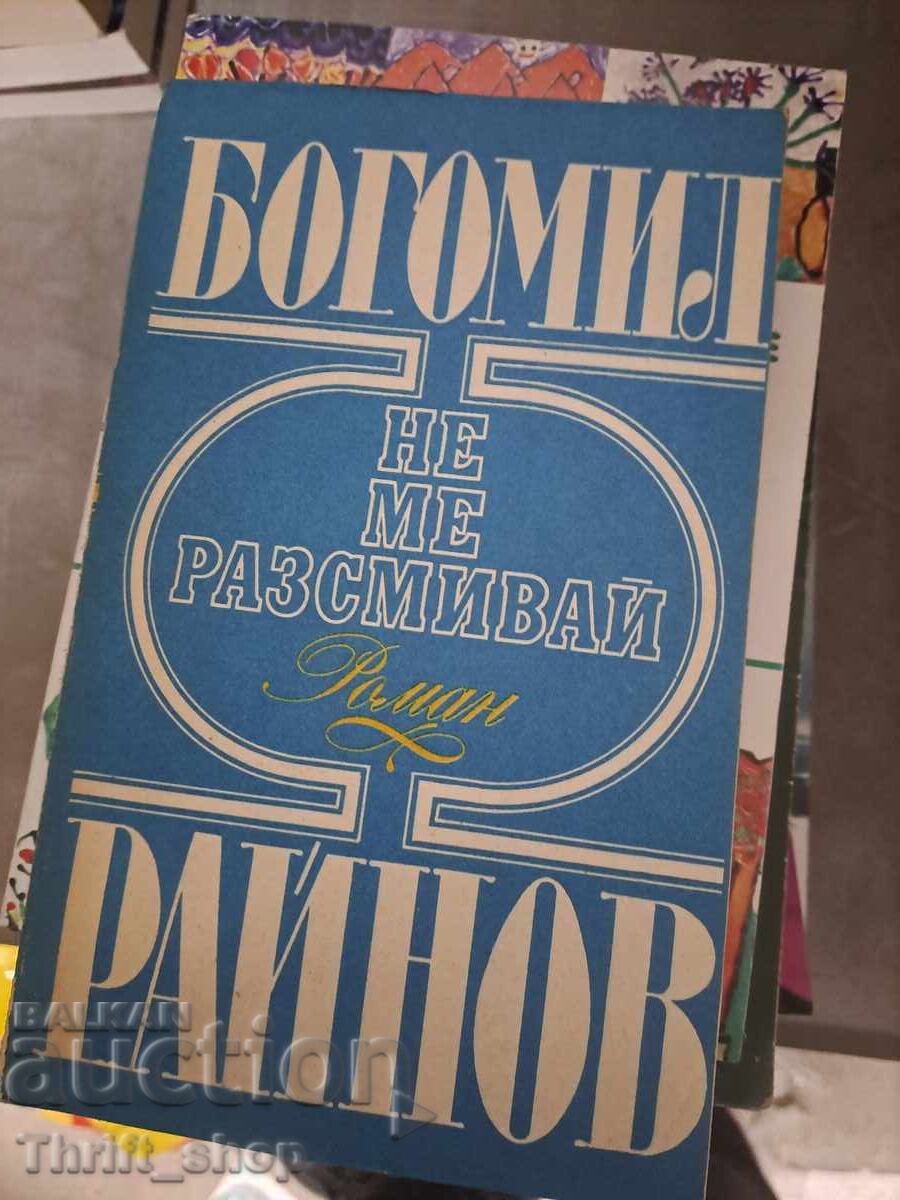 БОГОМИЛ
НЕ
МЕ
РАЗСМИВАЙ
Роман
РАЙНОВ
BALKAN
auction
Thrift_shop